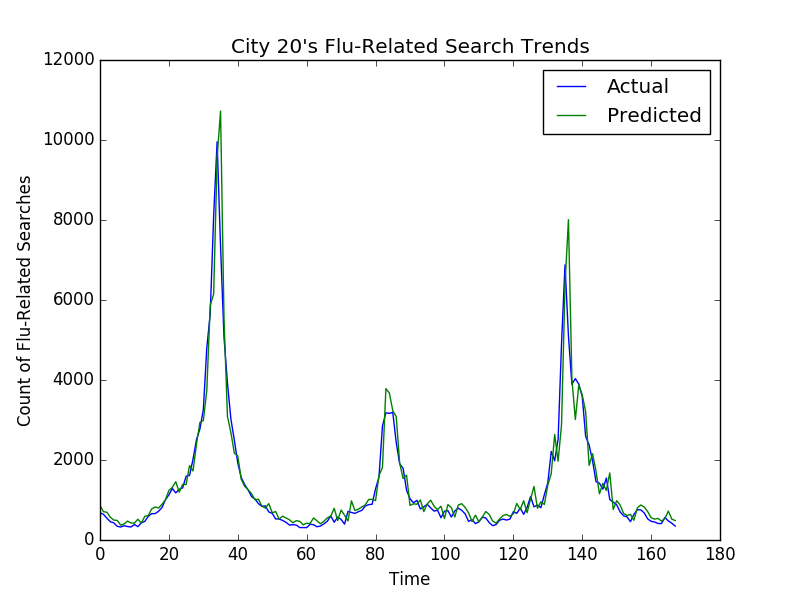 City 20's Flu-Related Search Trends
12000
10000
8000
6000
4000
2000
0
Count of Flu-Related Searches
Actual
Predicted
0 20 40 60 80 100 120 140 160 180
Time